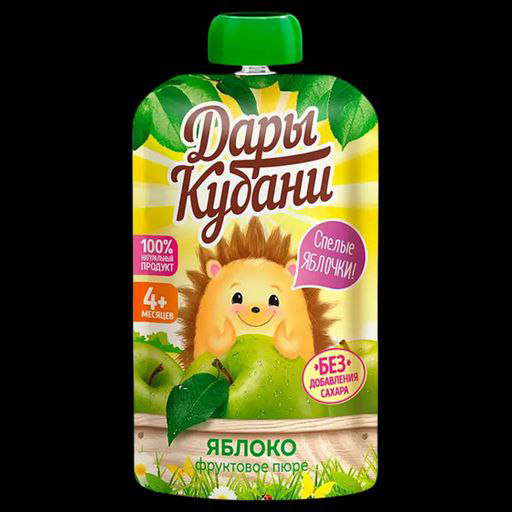 Дары
Кубани
Спелые
ЯБЛОЧКИ!
100%
НАТУРАЛЬНЫЙ
ПРОДУКТ
4+
МЕСЯЦЕВ
БЕЗ
ДОБАВЛЕНИЯ
САХАРА
ЯБЛОКО
фруктовое пюре